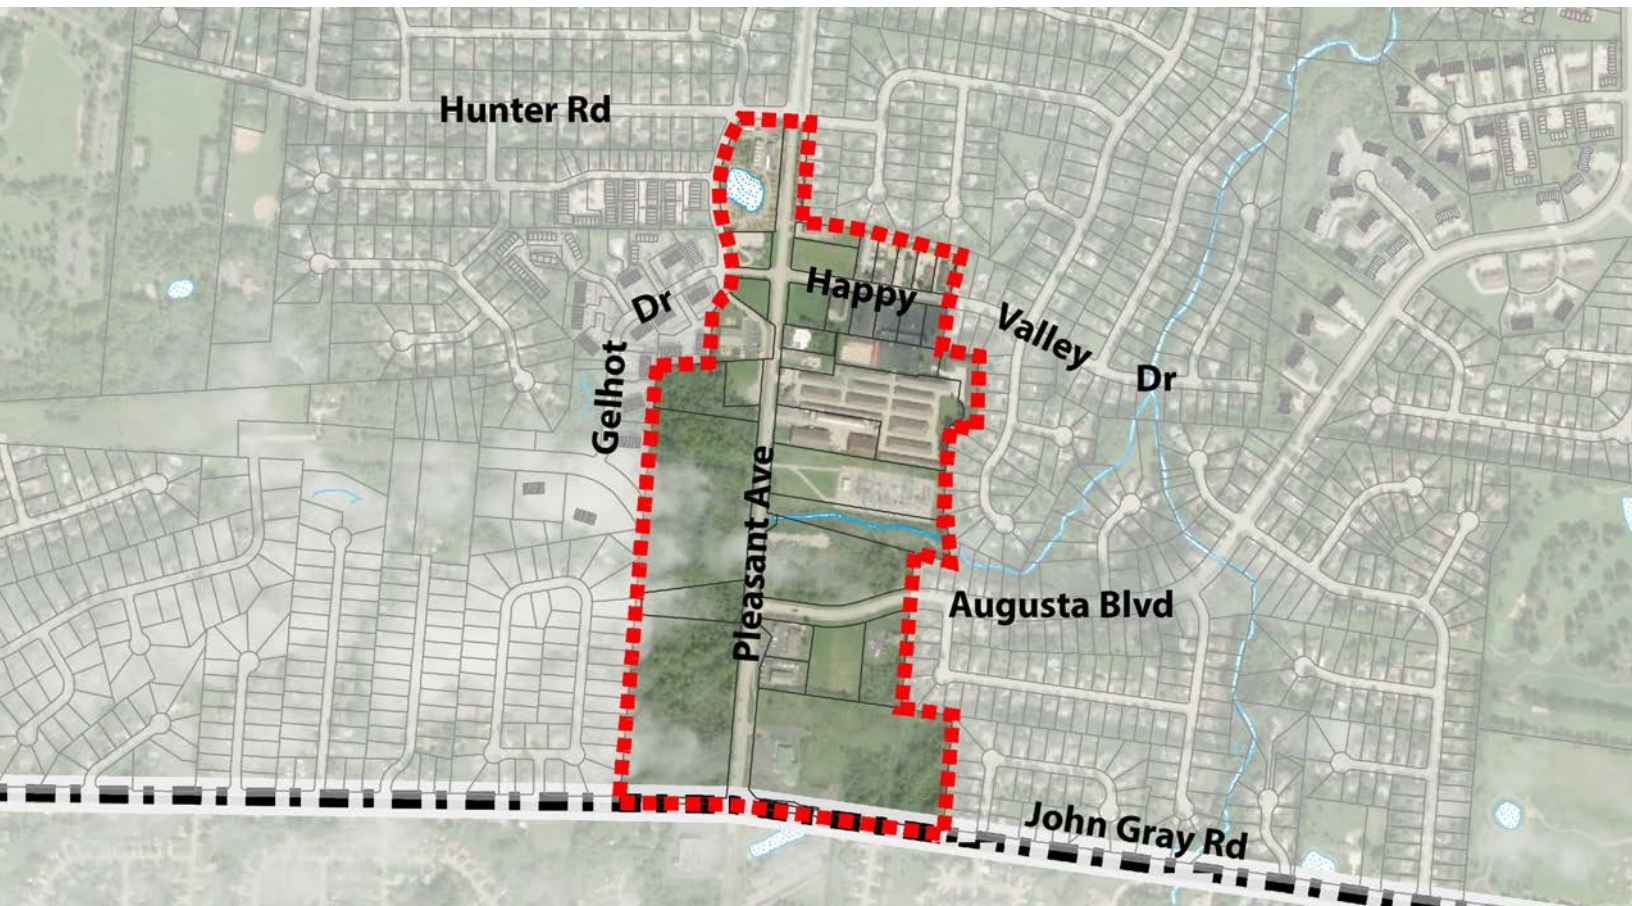 Hunter Rd
Happy
Valley
Dr
Gelhot
Dr
Pleasant Ave
Augusta Blvd
John Gray Rd